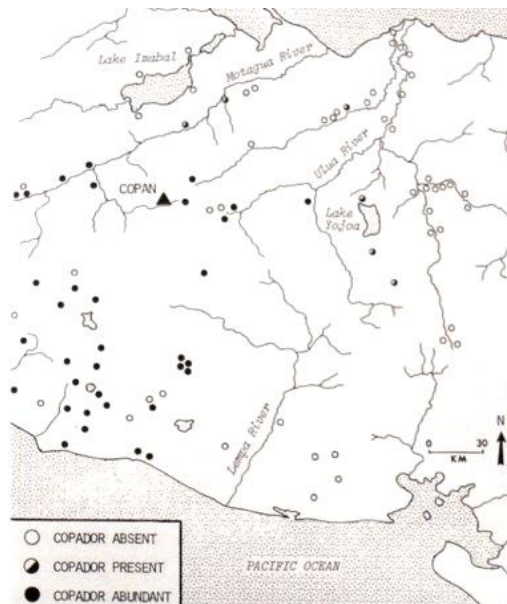 Lake Izabal
Motagua River
Ulua River
COPAN
Lake
Yojoa
Lempa River
N
0 30
KM
PACIFIC OCEAN
COPADOR ABSENT
COPADOR PRESENT
COPADOR ABUNDANT